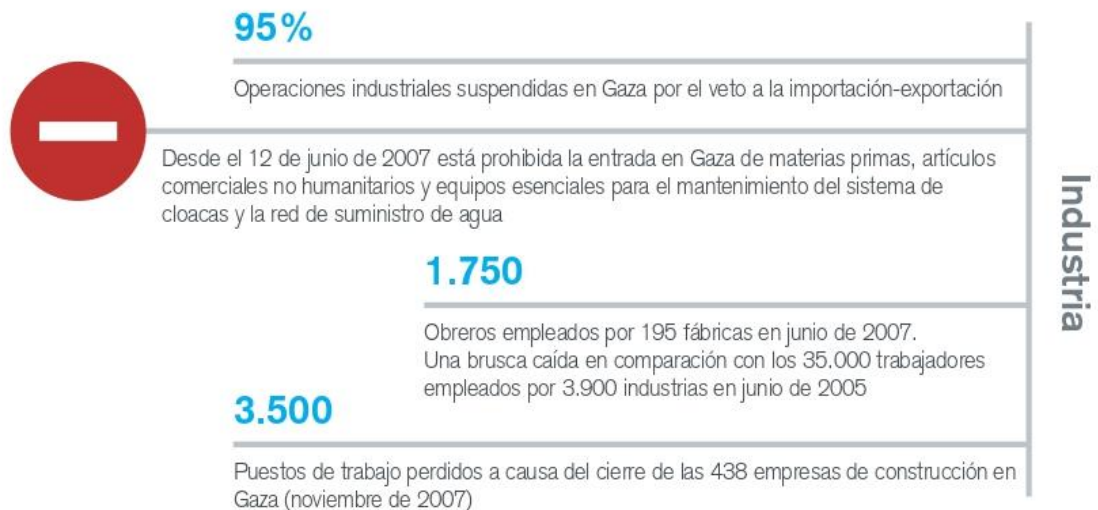 95%
Operaciones industriales suspendidas en Gaza por el veto a la importación-exportación
Desde el 12 de junio de 2007 está prohibida la entrada en Gaza de materias primas, artículos
comerciales no humanitarios y equipos esenciales para el mantenimiento del sistema de
cloacas y la red de suministro de agua
1.750
Obreros empleados por 195 fábricas en junio de 2007.
Una brusca caída en comparación con los 35.000 trabajadores
empleados por 3.900 industrias en junio de 2005
3.500
Puestos de trabajo perdidos a causa del cierre de las 438 empresas de construcción en
Gaza (noviembre de 2007)
Industria